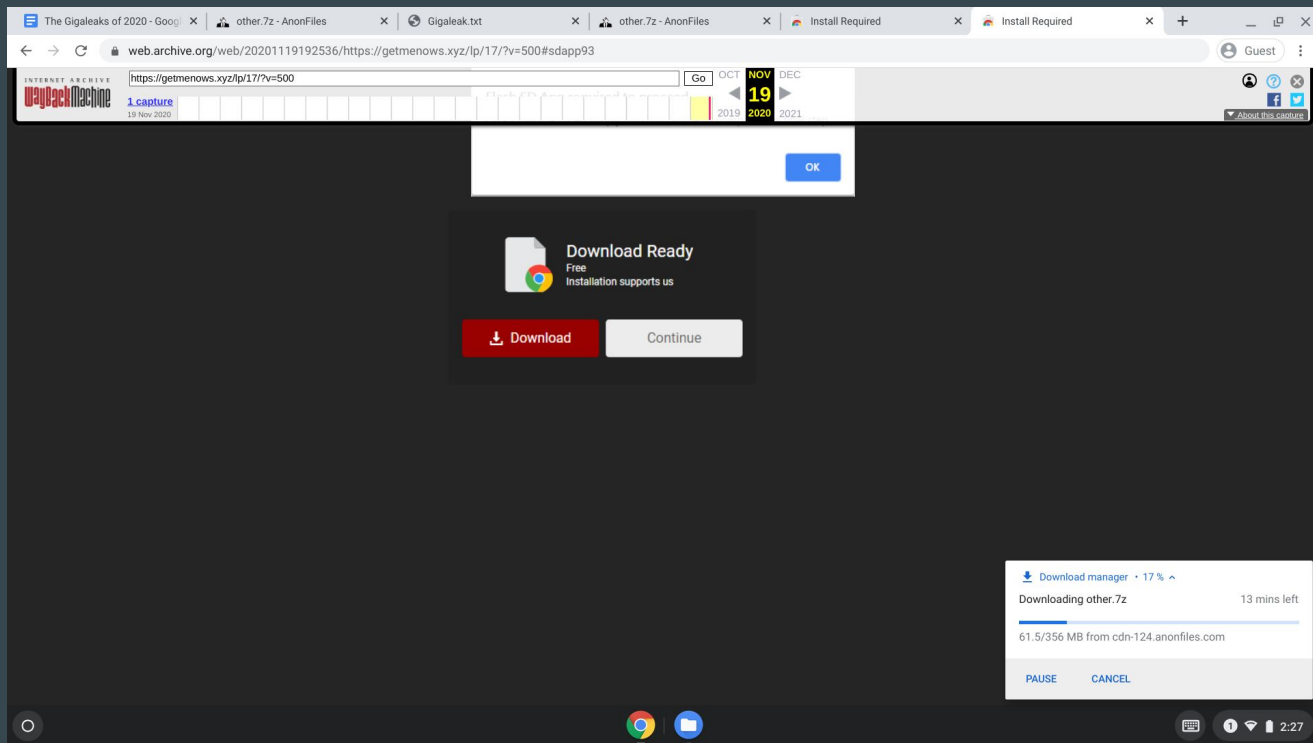 The Gigaleaks of 2020 - Goog
other.7z - AnonFiles
Gigaleak.txt
other.7z - AnonFiles
Install Required
Install Required
web.archive.org/web/20201119192536/https://getmenows.xyz/lp/17/?v=500#sdapp93
Guest
INTERNET ARCHIVE
WayBackMachine
https://getmenows.xyz/lp/17/?v=500
Go
OCT NOV DEC
1 capture
19
19 Nov 2020
2019 2020 2021
About this capture
OK
Download Ready
Free
Installation supports us
Download
Continue
Download manager • 17 %
Downloading other.7z
13 mins left
61.5/356 MB from cdn-124.anonfiles.com
PAUSE CANCEL
1
2:27